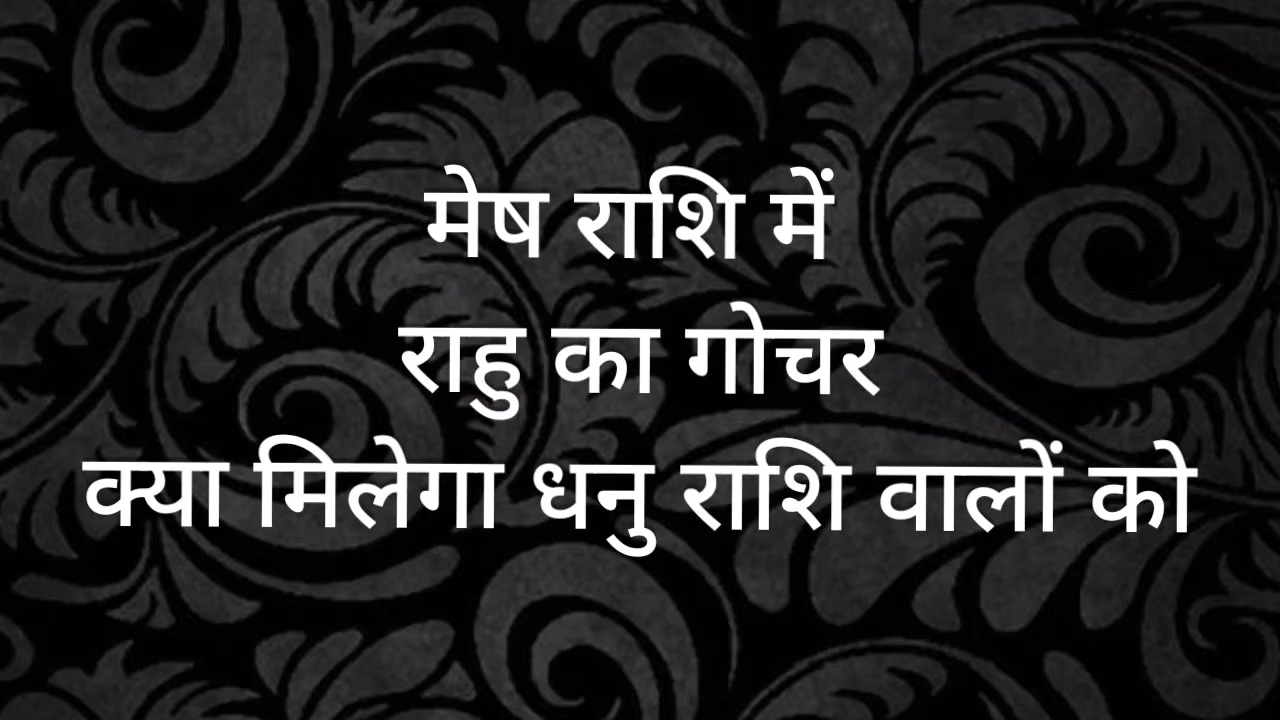 मेष राशि में
राहु का गोचर
क्या मिलेगा धनु राशि वालों को